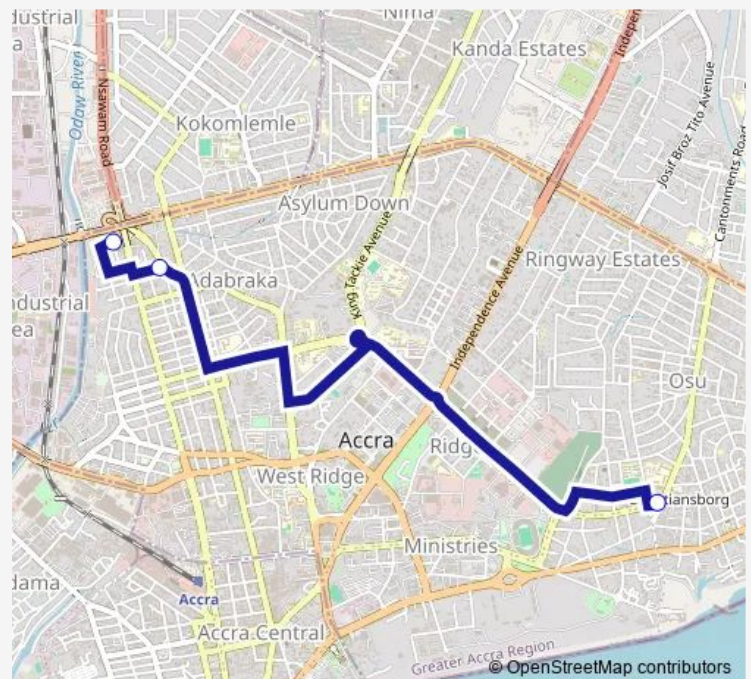 dustrial
Nima
Indepen
Kanda Estates
Odaw River
Nsawam Road
Kokomlemle
Josif Broz Tito Avenue
Cantonments Road
Asylum Down
King Tackie Avenue
Independence Avenue
Ringway Estates
Adabraka
ndustrial
ea
Osu
Accra
Ridg
West Ridge
tiansborg
Ministries
dama
Accra
Accra Central
Greater Accra Region
© OpenStreetMap contributors